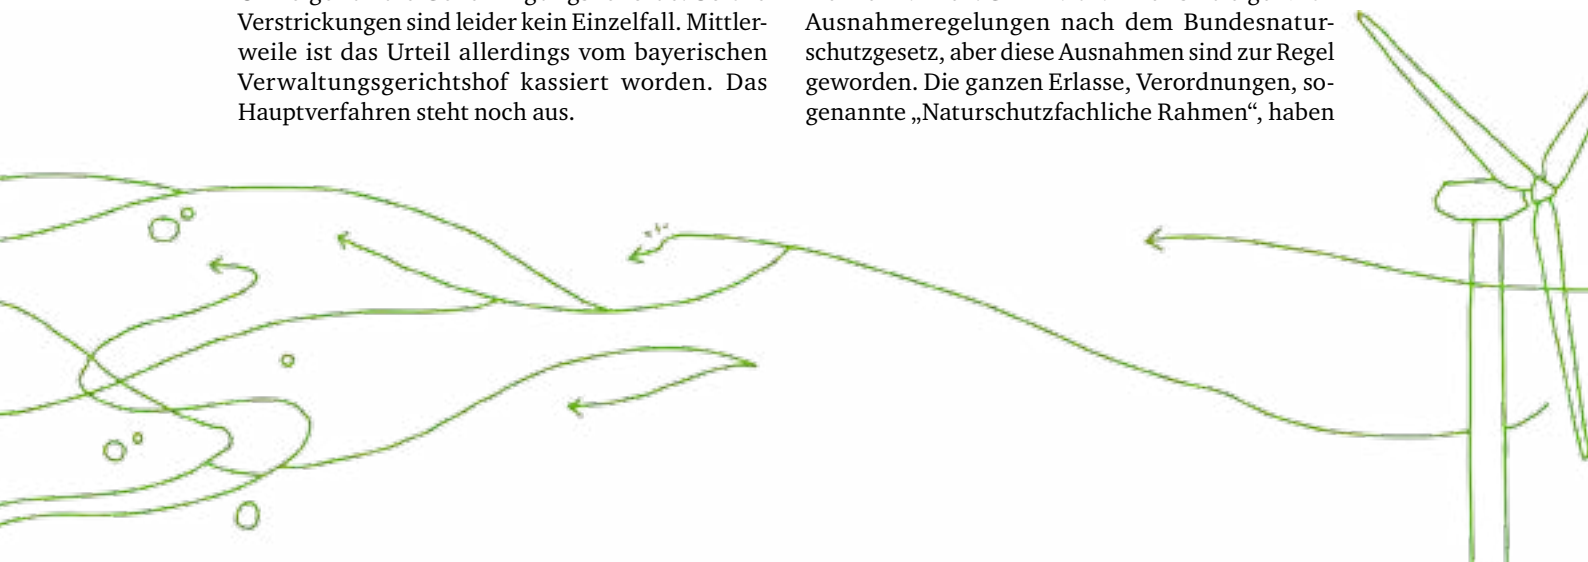 Verstrickungen sind leider kein Einzelfall. Mittler-
weile ist das Urteil allerdings vom bayerischen
Verwaltungsgerichtshof kassiert worden. Das
Hauptverfahren steht noch aus.
Ausnahmeregelungen nach dem Bundesnatur-
schutzgesetz, aber diese Ausnahmen sind zur Regel
geworden. Die ganzen Erlasse, Verordnungen, so-
genannte „Naturschutzfachliche Rahmen“, haben